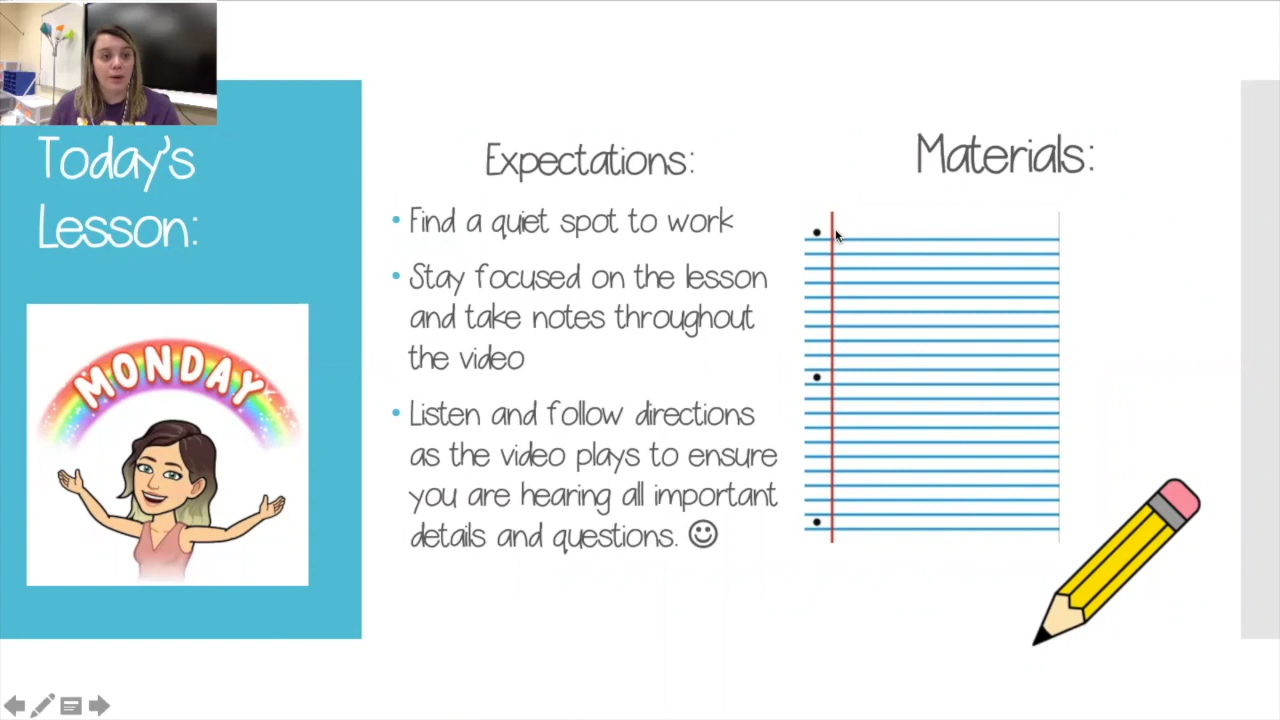 Today's
Lesson:
MONDAY
Expectations:
• Find a quiet spot to work
• Stay focused on the lesson
and take notes throughout
the video
• Listen and follow directions
as the video plays to ensure
you are hearing all important
details and questions. ☺
Materials: